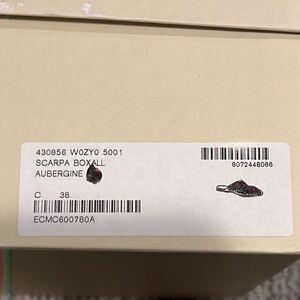 430856 W0ZY0 5001
SCARPA BOXALL
AUBERGINE
8072448066
C 38
ECMC600780A